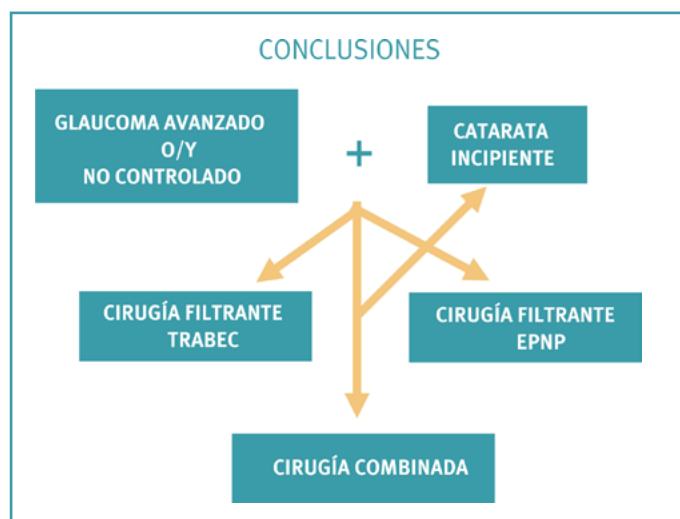 CONCLUSIONES
GLAUCOMA AVANZADO
O/Y
NO CONTROLADO
+
CATARATA
INCIPIENTE
CIRUGÍA FILTRANTE
TRABEC
CIRUGÍA FILTRANTE
EPNP
CIRUGÍA COMBINADA